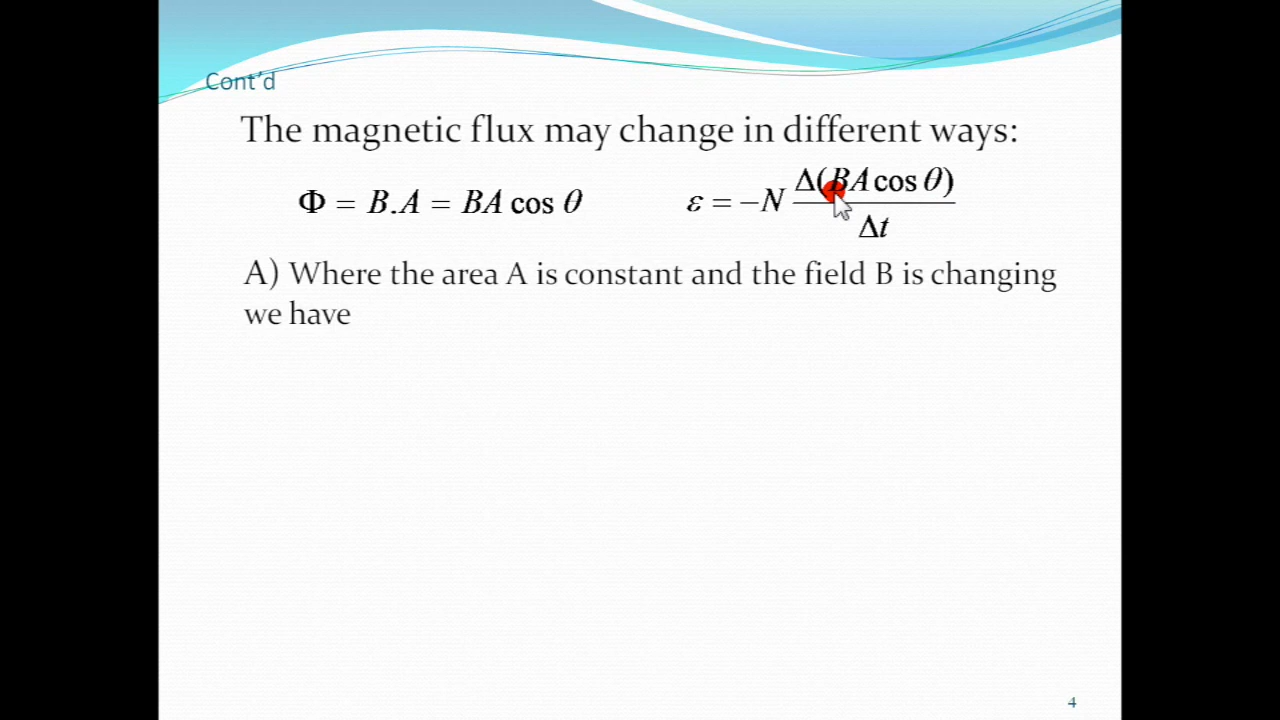 Cont’d
The magnetic flux may change in different ways:
Φ = B.A = BA cos θ
ε = −N Δ(BA cos θ) / Δt
A) Where the area A is constant and the field B is changing
we have
4